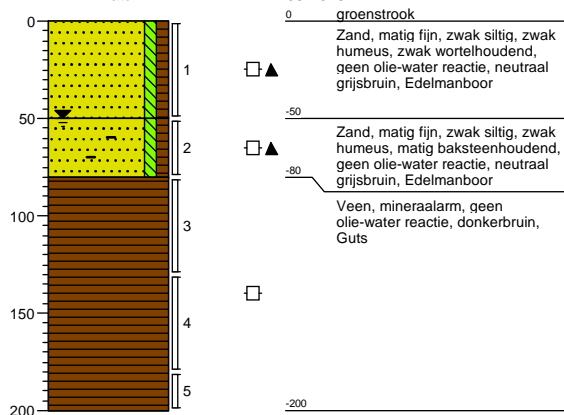 0
50
100
150
200
1
2
3
4
5
0
groenstrook
Zand, matig fijn, zwak siltig, zwak
humeus, zwak wortelhoudend,
geen olie-water reactie, neutraal
grijsbruin, Edelmanboor
-50
Zand, matig fijn, zwak siltig, zwak
humeus, matig baksteenhoudend,
geen olie-water reactie, neutraal
grijsbruin, Edelmanboor
-80
Veen, mineraalarm, geen
olie-water reactie, donkerbruin,
Guts
-200